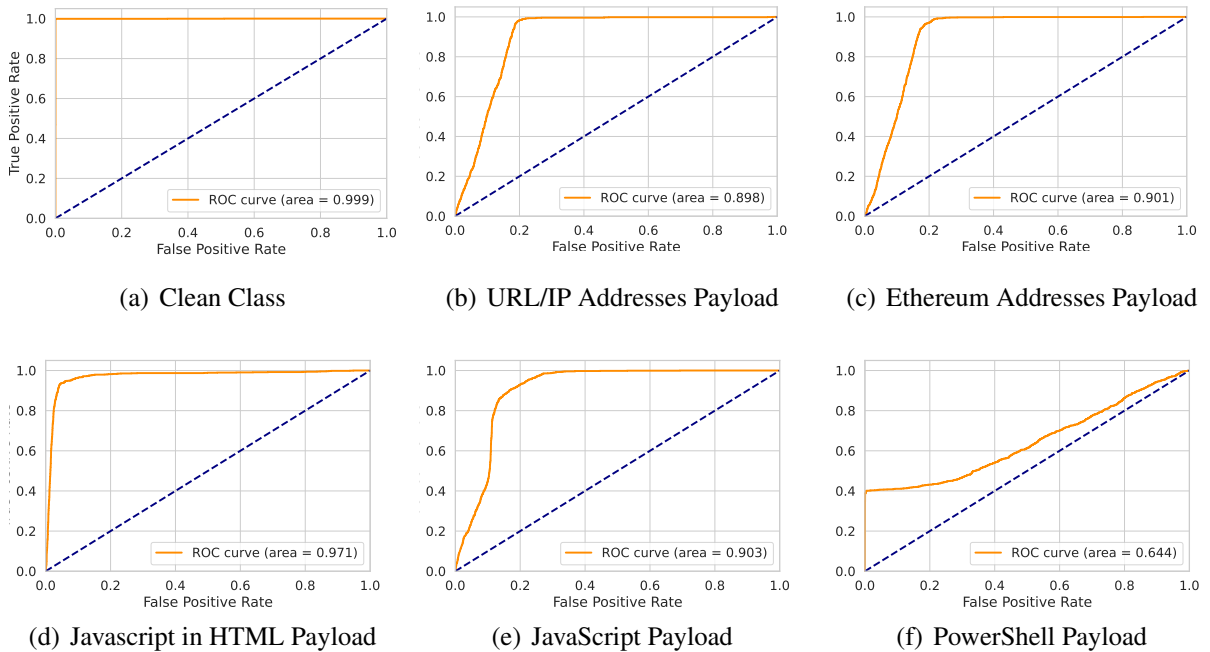 1.0
0.8
0.6
0.4
0.2
0.0
True Positive Rate
ROC curve (area = 0.999)
0.0 0.2 0.4 0.6 0.8 1.0
False Positive Rate
(a) Clean Class
1.0
0.8
0.6
0.4
0.2
0.0
ROC curve (area = 0.898)
0.0 0.2 0.4 0.6 0.8 1.0
False Positive Rate
(b) URL/IP Addresses Payload
1.0
0.8
0.6
0.4
0.2
0.0
ROC curve (area = 0.901)
0.0 0.2 0.4 0.6 0.8 1.0
False Positive Rate
(c) Ethereum Addresses Payload
1.0
0.8
0.6
0.4
0.2
0.0
ROC curve (area = 0.971)
0.0 0.2 0.4 0.6 0.8 1.0
False Positive Rate
(d) Javascript in HTML Payload
1.0
0.8
0.6
0.4
0.2
0.0
ROC curve (area = 0.903)
0.0 0.2 0.4 0.6 0.8 1.0
False Positive Rate
(e) JavaScript Payload
1.0
0.8
0.6
0.4
0.2
0.0
ROC curve (area = 0.644)
0.0 0.2 0.4 0.6 0.8 1.0
False Positive Rate
(f) PowerShell Payload